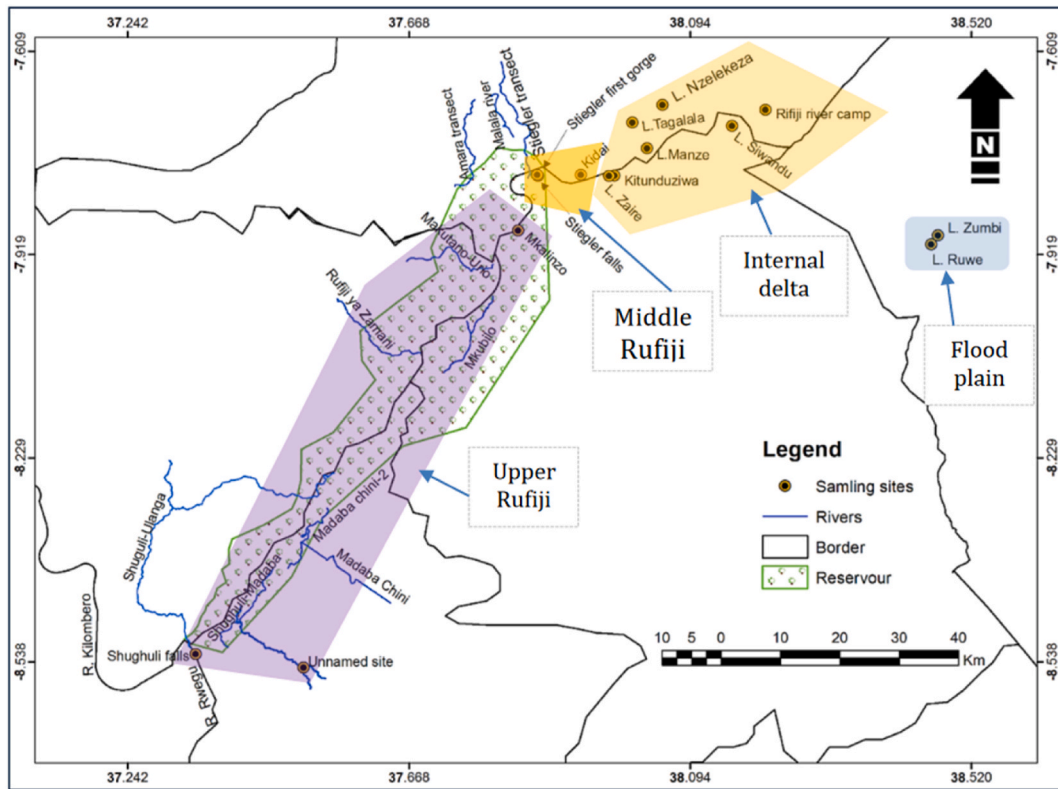 37.242 37.668 38.094 38.520
-7.609 -7.609
-7.919 -7.919
-8.229 -8.229
-8.538 -8.538
Amara transect
Malala river
Stiegler transect
Stiegler first gorge
Kidai
Stiegler falls
L. Nzelekeza
L.Tagalala
L.Manze
Rifiji river camp
L. Siwandu
Kitunduziwa
L. Zaire
N
L. Zumbi
L. Ruwe
Makutano-Uno
Mkalinzo
Rufiji ya Zamani
Mkubilo
Internal
delta
Middle
Rufiji
Flood
plain
Upper
Rufiji
Shuguli-Ulanga
Madaba chini-2
Shughuli-Madaba
Madaba Chini
R. Kilombero
Shughuli falls
R. Rwegu
Unnamed site
Legend
Samling sites
Rivers
Border
Reservour
10 5 0 10 20 30 40
Km
37.242 37.668 38.094 38.520